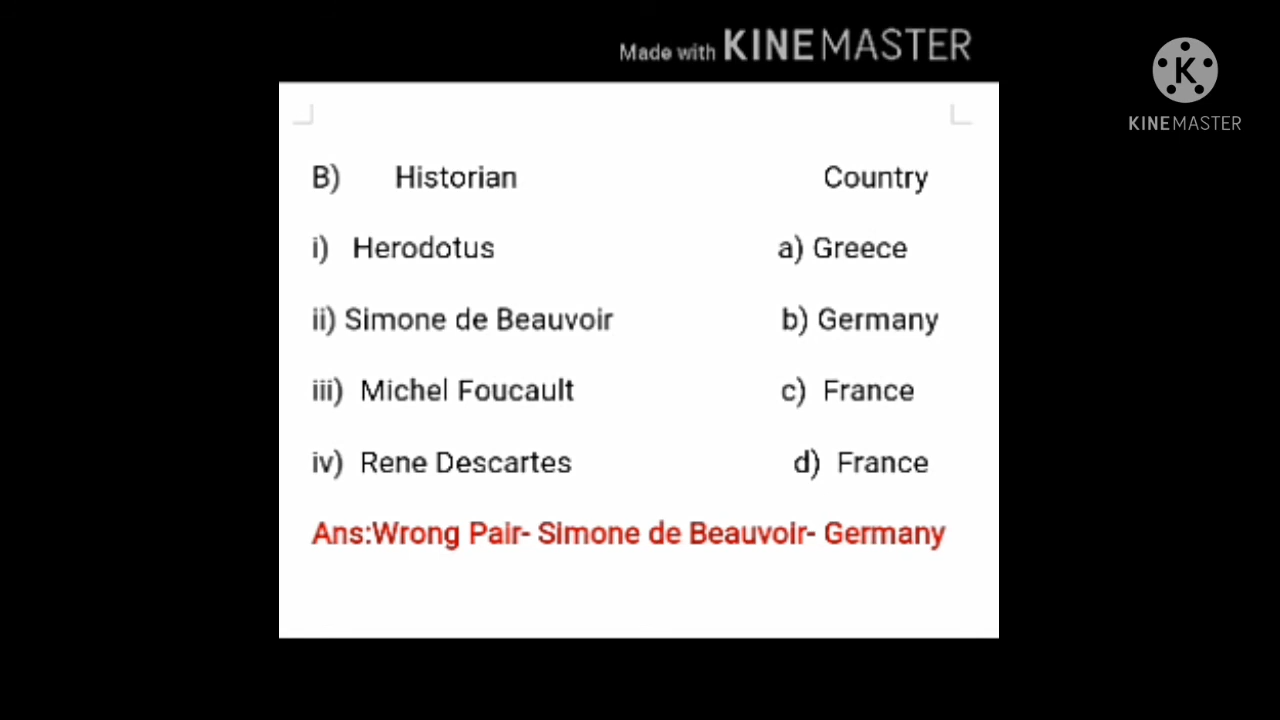 Made with KINEMASTER
K
KINEMASTER
B) Historian Country
i) Herodotus a) Greece
ii) Simone de Beauvoir b) Germany
iii) Michel Foucault c) France
iv) Rene Descartes d) France
Ans:Wrong Pair- Simone de Beauvoir- Germany